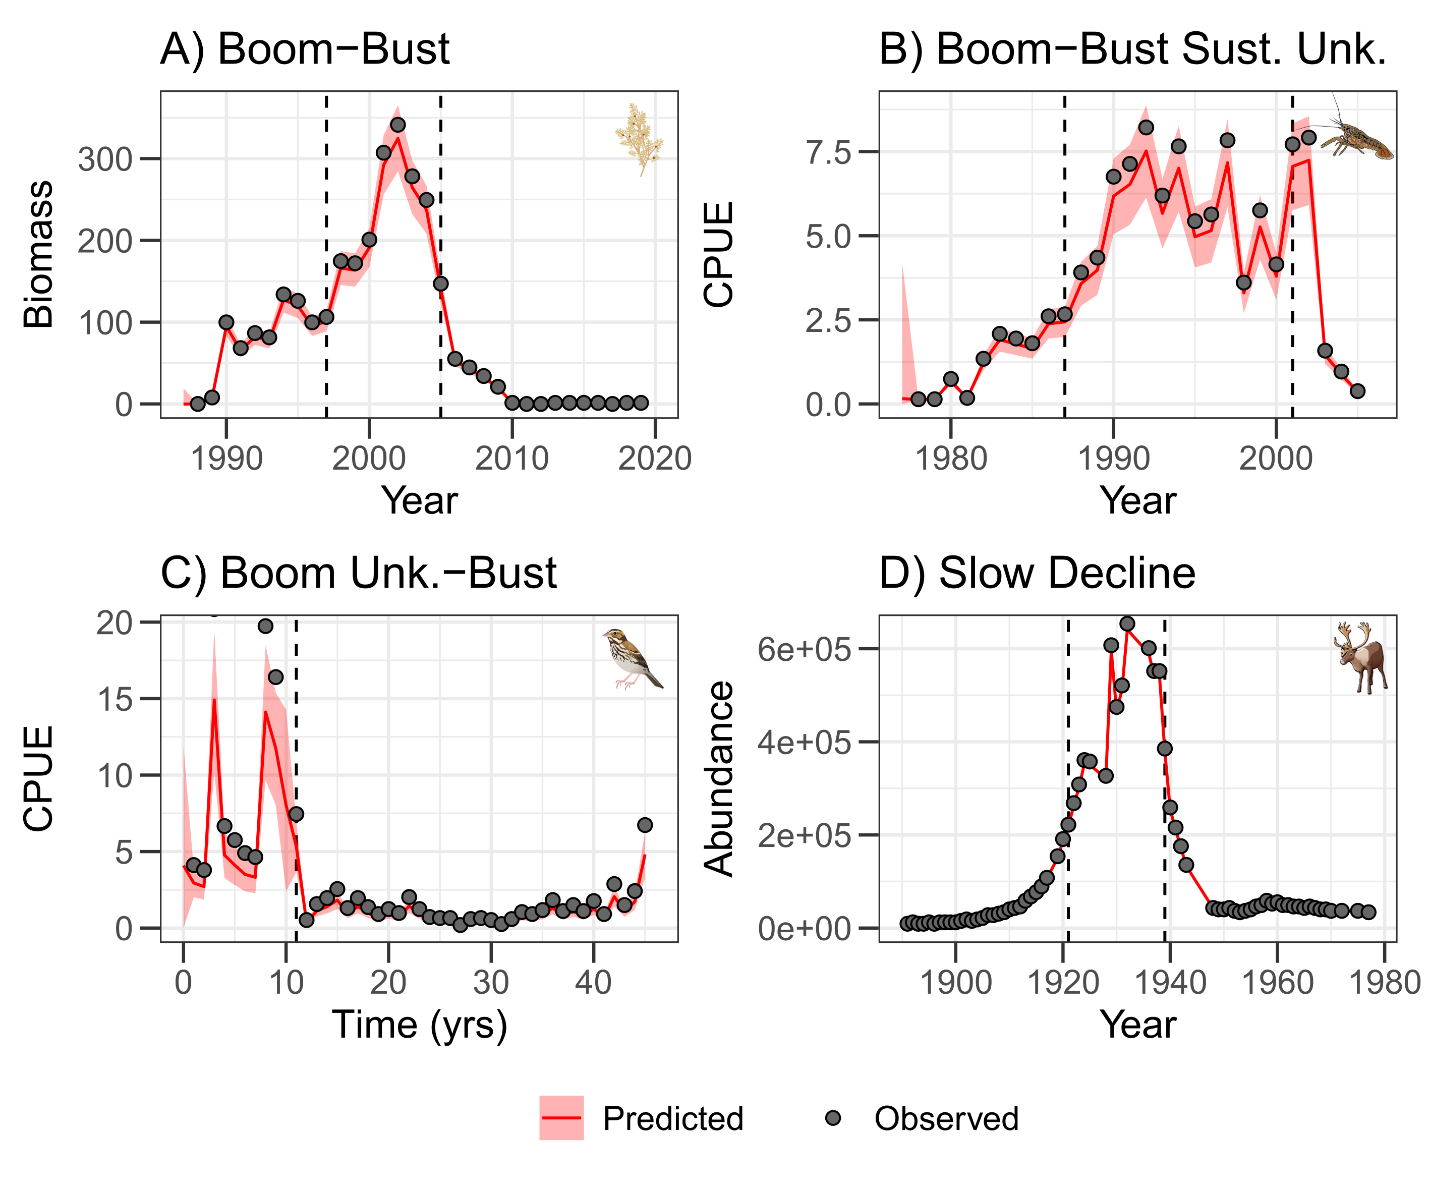 A) Boom−Bust
Biomass
300
200
100
0
1990 2000 2010 2020
Year
B) Boom−Bust Sust. Unk.
CPUE
7.5
5.0
2.5
0.0
1980 1990 2000
Year
C) Boom Unk.−Bust
CPUE
20
15
10
5
0
0 10 20 30 40
Time (yrs)
D) Slow Decline
Abundance
6e+05
4e+05
2e+05
0e+00
1900 1920 1940 1960 1980
Year
Predicted Observed